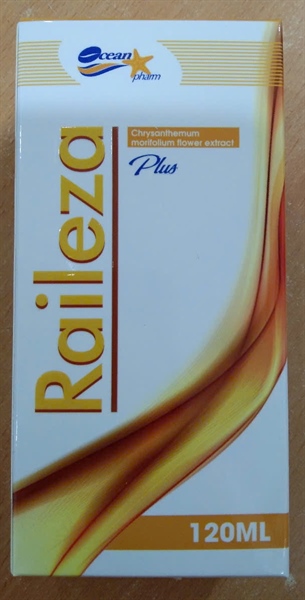 Ocean
pharm
Raileza
Chrysanthemum
morifolium flower extract
Plus
120ML